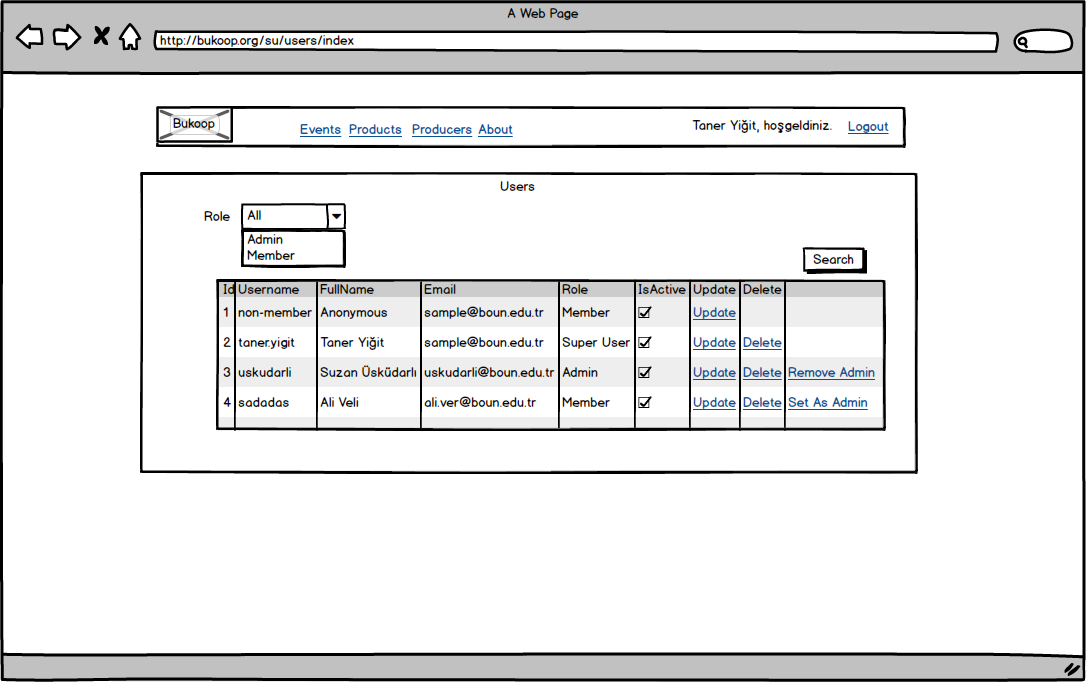 A Web Page
http://bukoop.org/su/users/index
Bukoop Events Products Producers About Taner Yiğit, hoşgeldiniz. Logout
Users
Role All
Admin
Member
Search
Id Username FullName Email Role IsActive Update Delete
1 non-member Anonymous sample@boun.edu.tr Member Update
2 taner.yigit Taner Yiğit sample@boun.edu.tr Super User Update Delete
3 uskudarli Suzan Üsküdarlı uskudarli@boun.edu.tr Admin Update Delete Remove Admin
4 sadadas Ali Veli ali.ver@boun.edu.tr Member Update Delete Set As Admin